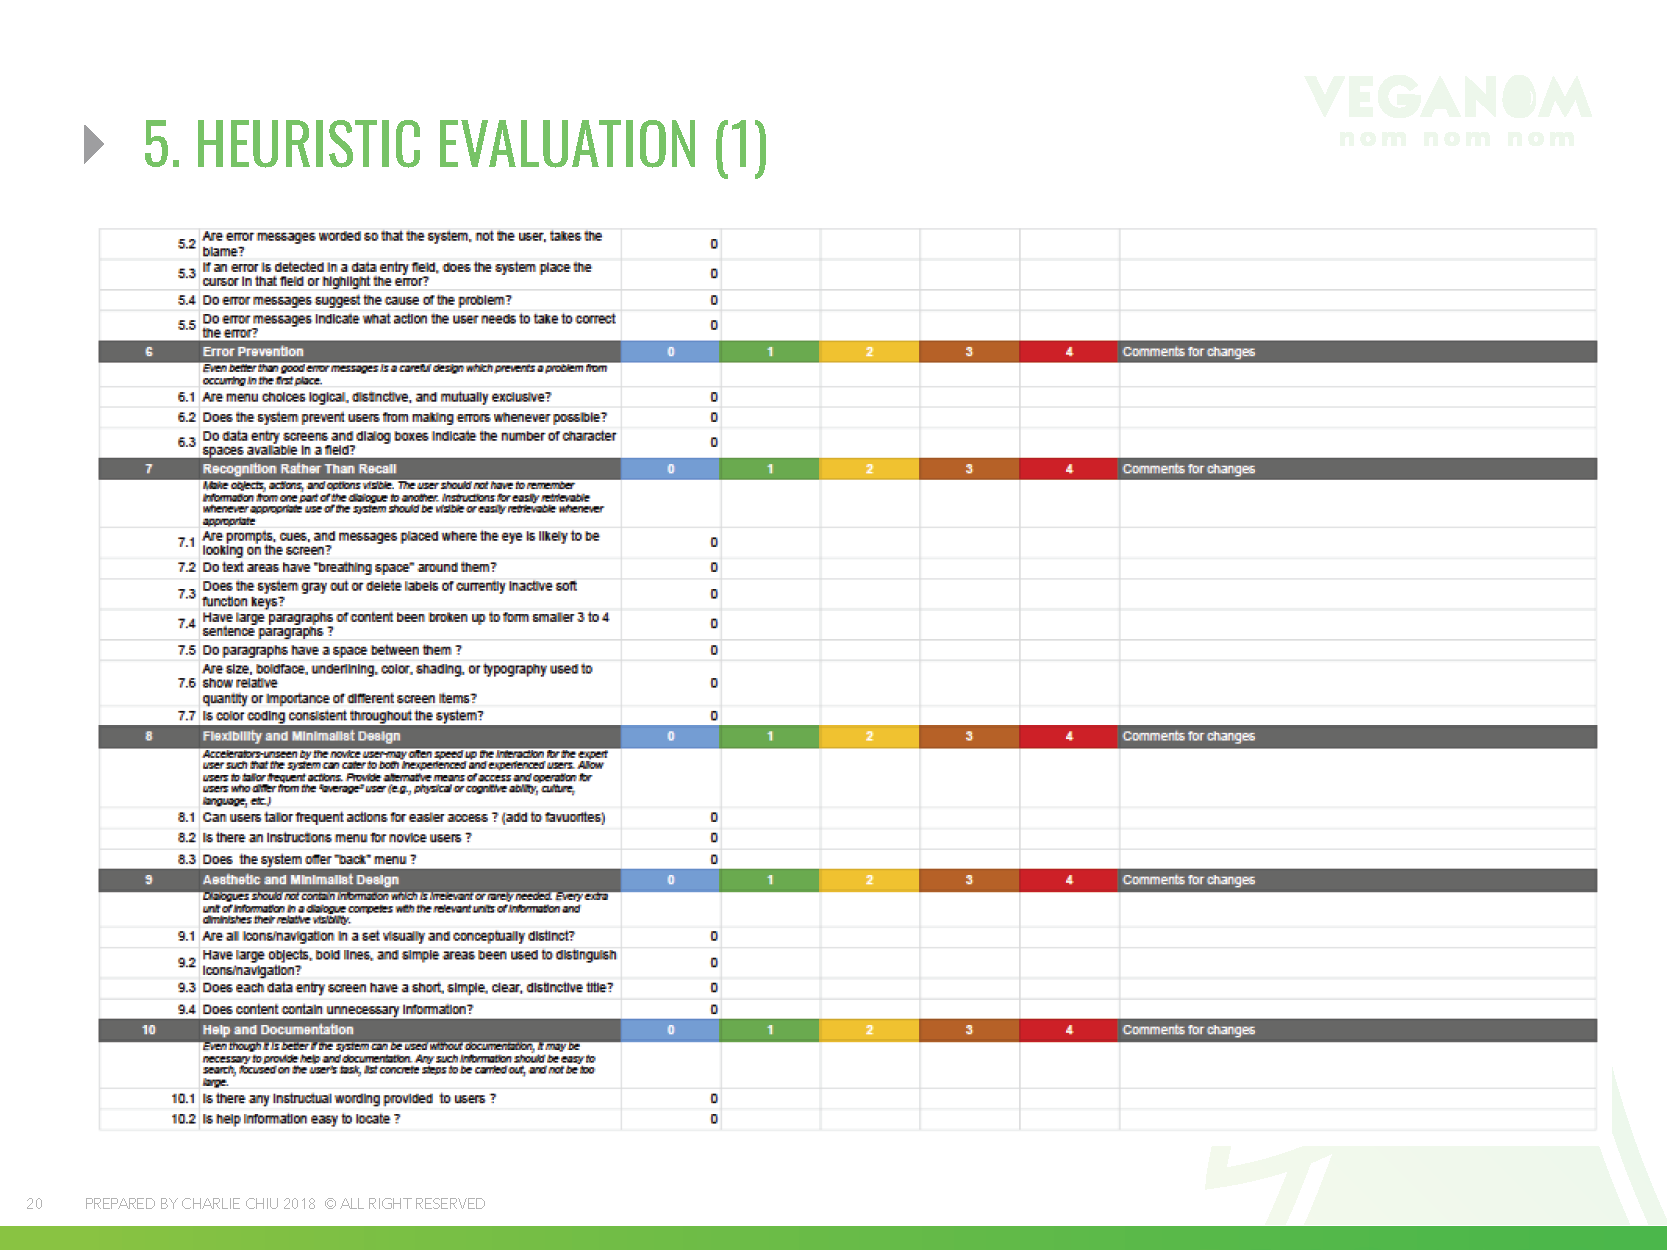 VEGANOM
nom nom nom
5. HEURISTIC EVALUATION (1)
5.2 Are error messages worded so that the system, not the user, takes the
blame? 0
5.3 If an error is detected in a data entry field, does the system place the
cursor in that field or highlight the error? 0
5.4 Do error messages suggest the cause of the problem? 0
5.5 Do error messages indicate what action the user needs to take to correct
the error? 0
6 Error Prevention 0 1 2 3 4 Comments for changes
Even better than good error messages is a careful design which prevents a problem from
occurring in the first place.
6.1 Are menu choices logical, distinctive, and mutually exclusive? 0
6.2 Does the system prevent users from making errors whenever possible? 0
6.3 Do data entry screens and dialog boxes indicate the number of character
spaces available in a field? 0
7 Recognition Rather Than Recall 0 1 2 3 4 Comments for changes
Make objects, actions, and options visible. The user should not have to remember
information from one part of the dialogue to another. Instructions for easily retrievable
whenever appropriate use of the system should be visible or easily retrievable whenever
appropriate
7.1 Are prompts, cues, and messages placed where the eye is likely to be
looking on the screen? 0
7.2 Do text areas have "breathing space" around them? 0
7.3 Does the system gray out or delete labels of currently inactive soft
function keys? 0
7.4 Have large paragraphs of content been broken up to form smaller 3 to 4
sentence paragraphs ? 0
7.5 Do paragraphs have a space between them ? 0
Are size, boldface, underlining, color, shading, or typography used to
7.6 show relative 0
quantity or importance of different screen items?
7.7 Is color coding consistent throughout the system? 0
8 Flexibility and Minimalist Design 0 1 2 3 4 Comments for changes
Accelerators-unseen by the novice user-may often speed up the interaction for the expert
user such that the system can cater to both inexperienced and experienced users. Allow
users to tailor frequent actions. Provide alternative means of access and operation for
users who differ from the "average" user (e.g., physical or cognitive ability, culture,
language, etc.)
8.1 Can users tailor frequent actions for easier access ? (add to favuorites) 0
8.2 Is there an instructions menu for novice users ? 0
8.3 Does the system offer "back" menu ? 0
9 Aesthetic and Minimalist Design 0 1 2 3 4 Comments for changes
Dialogues should not contain information which is irrelevant or rarely needed. Every extra
unit of information in a dialogue competes with the relevant units of information and
diminishes their relative visibility.
9.1 Are all icons/navigation in a set visually and conceptually distinct? 0
9.2 Have large objects, bold lines, and simple areas been used to distinguish
icons/navigation? 0
9.3 Does each data entry screen have a short, simple, clear, distinctive title? 0
9.4 Does content contain unnecessary information? 0
10 Help and Documentation 0 1 2 3 4 Comments for changes
Even though it is better if the system can be used without documentation, it may be
necessary to provide help and documentation. Any such information should be easy to
search, focused on the user's task, list concrete steps to be carried out, and not be too
large.
10.1 Is there any instructual wording provided to users ? 0
10.2 Is help information easy to locate ? 0
20 PREPARED BY CHARLIE CHIU 2018 © ALL RIGHT RESERVED